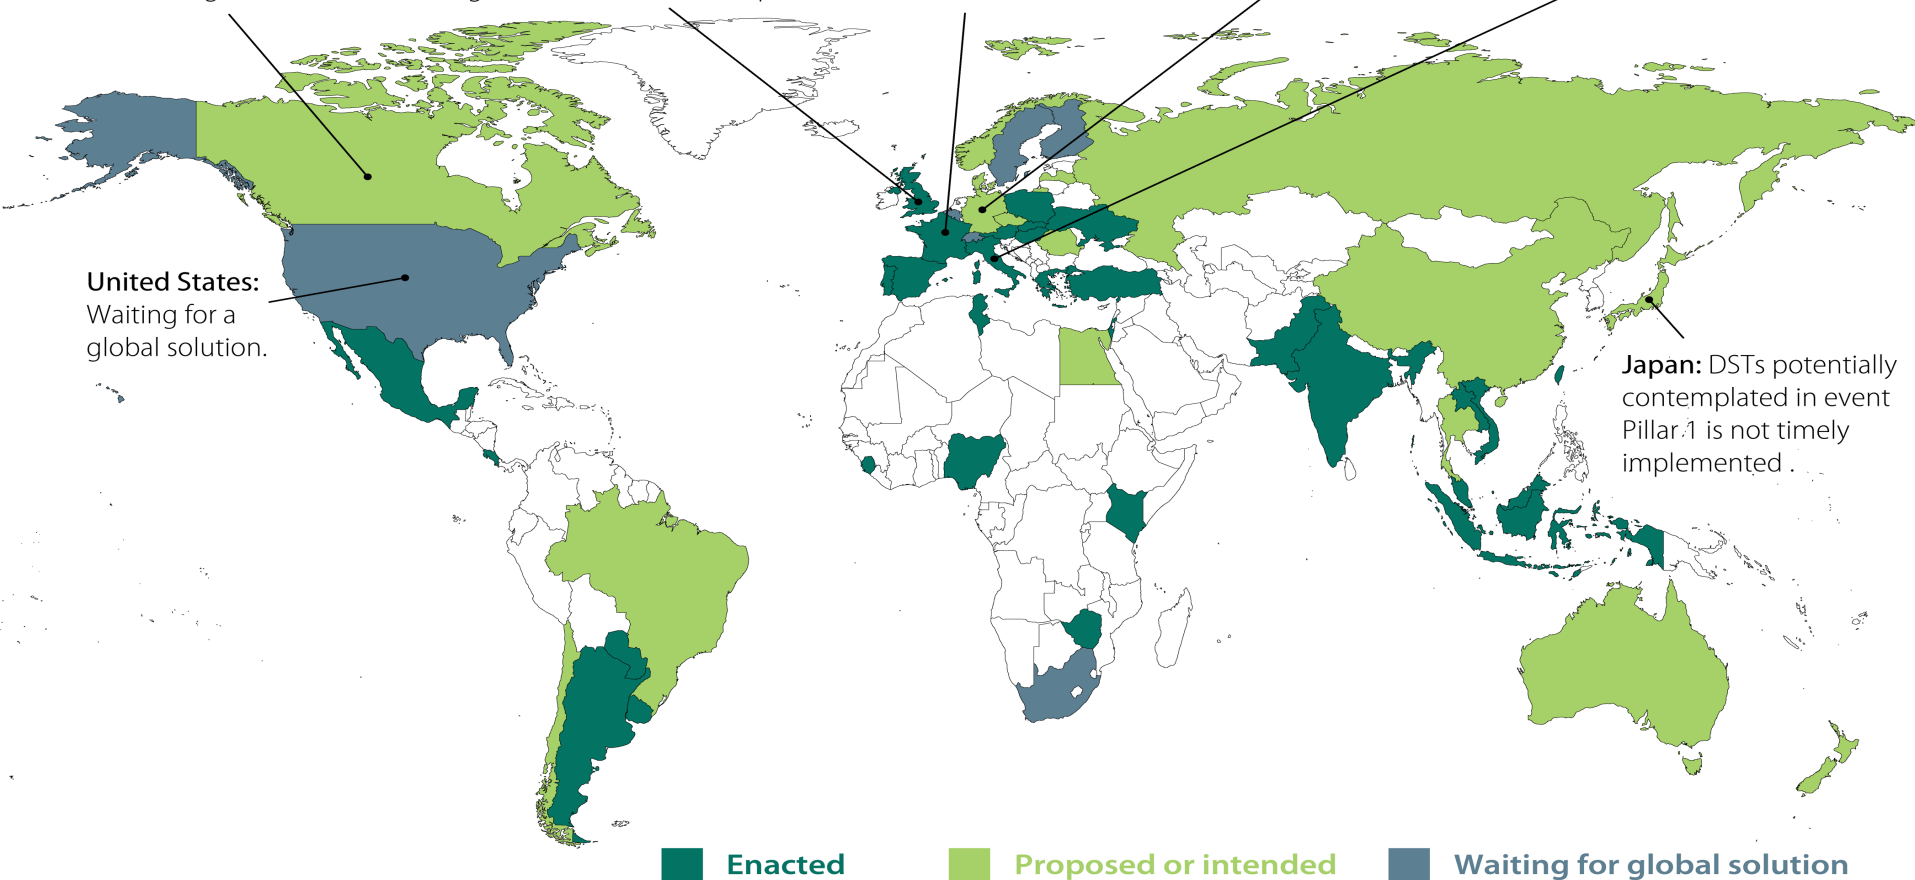 United States:
Waiting for a
global solution.
Japan: DSTs potentially
contemplated in event
Pillar 1 is not timely
implemented .
Enacted
Proposed or intended
Waiting for global solution